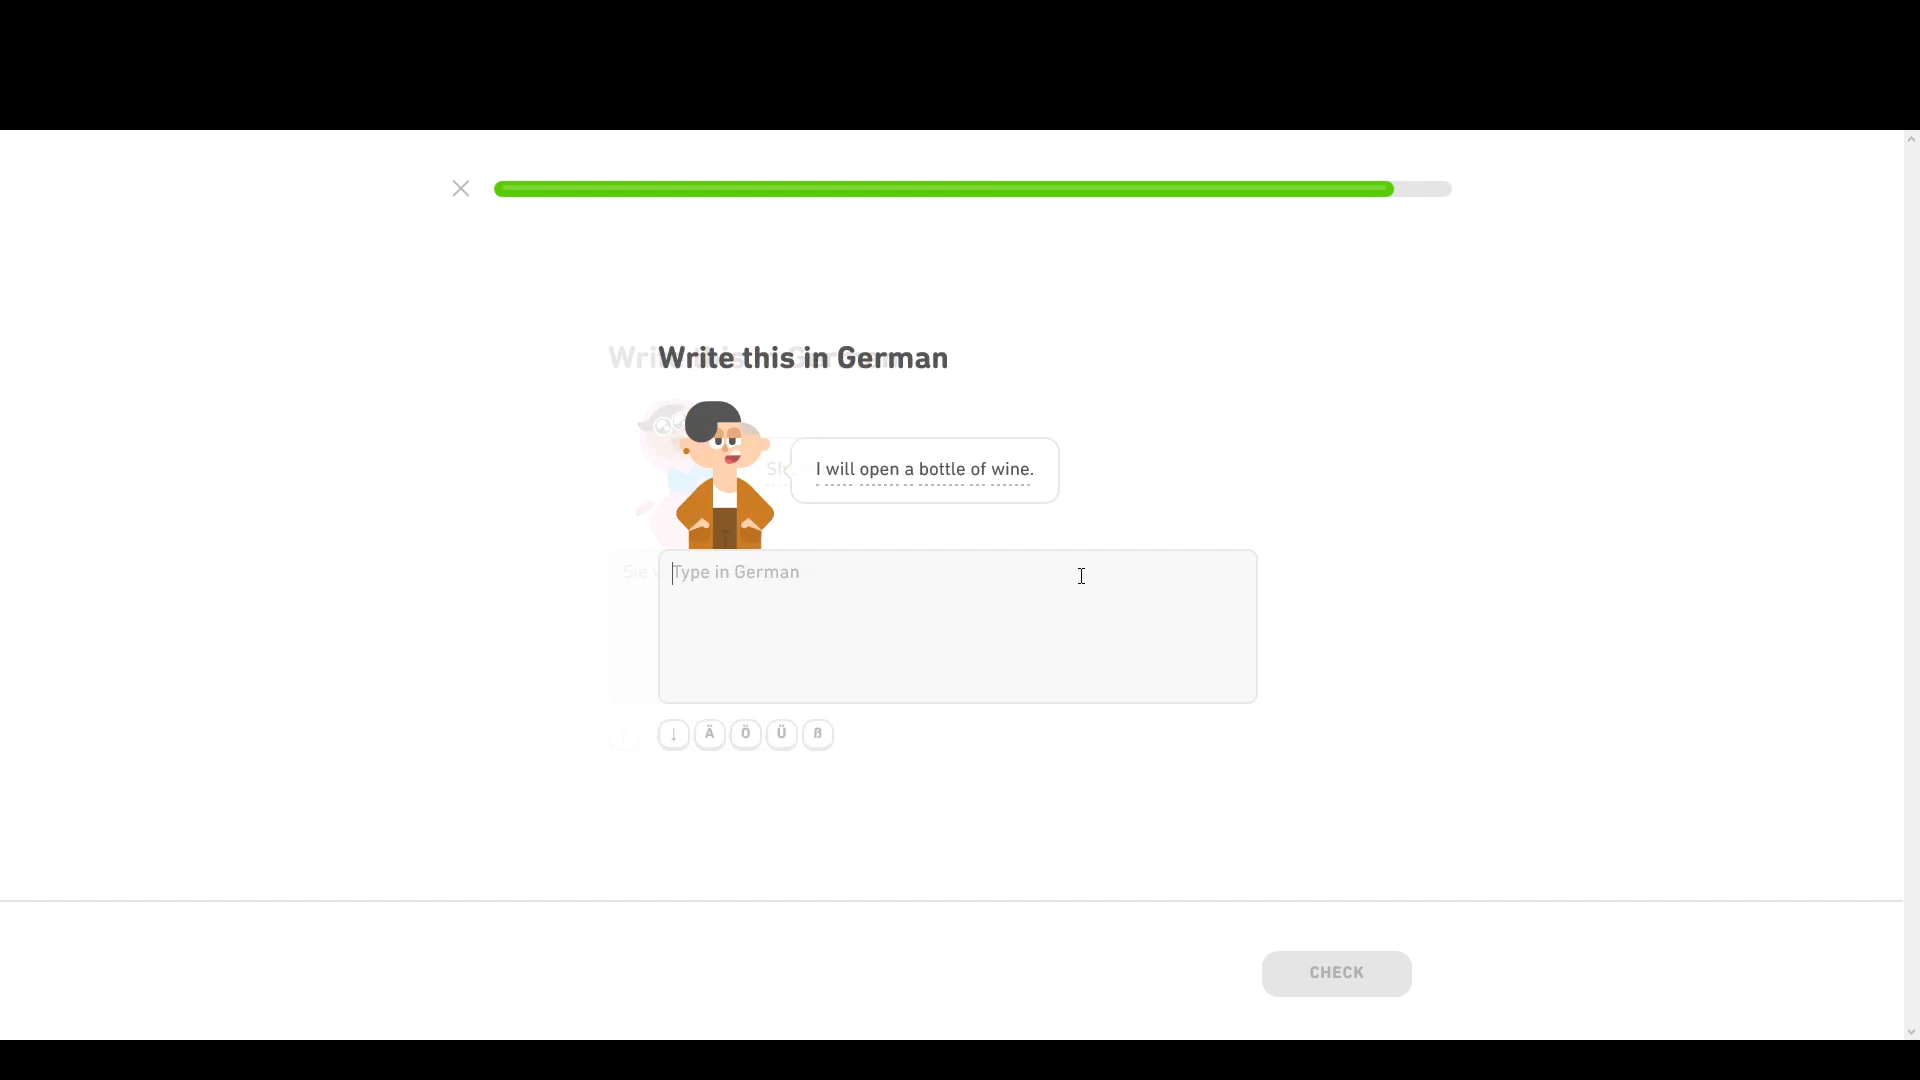 Write this in German
I will open a bottle of wine.
Type in German
↓ Ä Ö Ü ß
CHECK